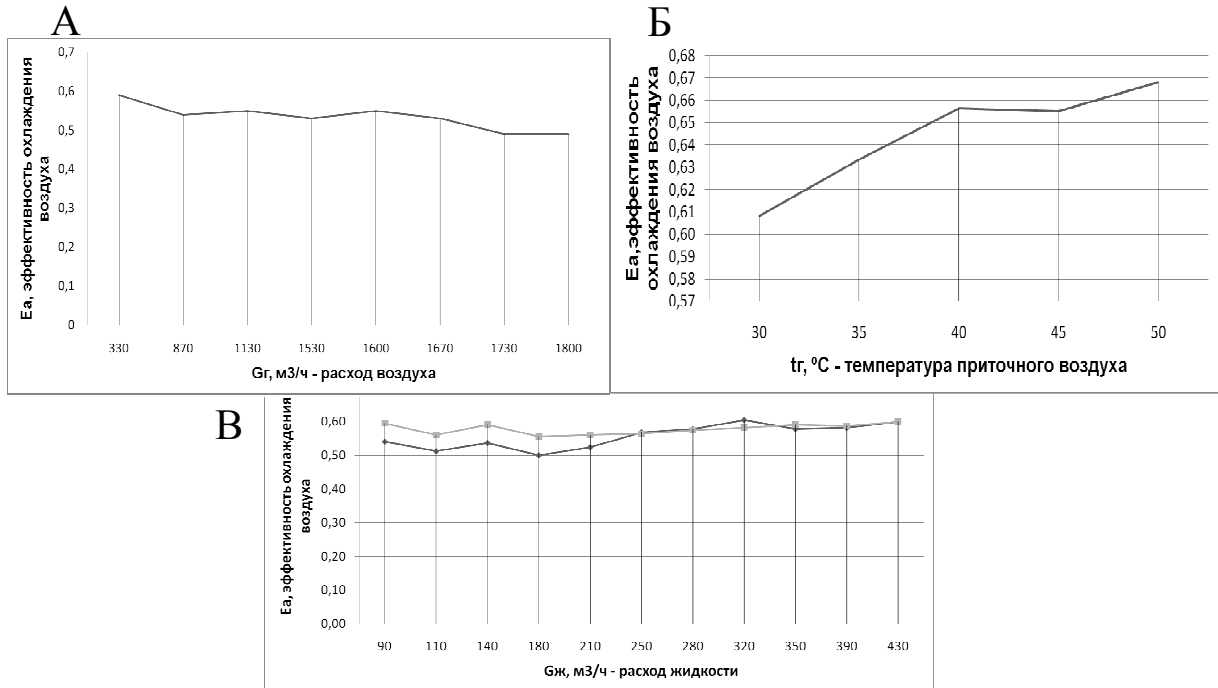 А
0,7
0,6
0,5
0,4
0,3
0,2
0,1
0
Ea, эффективность охлаждения
воздуха
330 870 1130 1530 1600 1670 1730 1800
Gг, м3/ч - расход воздуха
Б
0,68
0,67
0,66
0,65
0,64
0,63
0,62
0,61
0,60
0,59
0,58
0,57
Ea,эффективность
охлаждения воздуха
30 35 40 45 50
tг, ºС - температура приточного воздуха
В
0,60
0,50
0,40
0,30
0,20
0,10
0,00
Ea, эффективность охлаждения
воздуха
90 110 140 180 210 250 280 320 350 390 430
Gж, м3/ч - расход жидкости